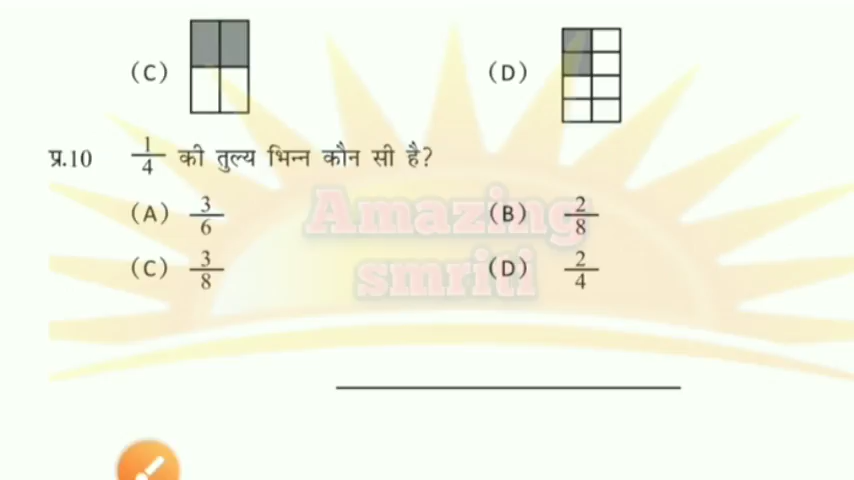 (C) (D)
प्र.10 1/4 की तुल्य भिन्न कौन सी है?
(A) 3/6 (B) 2/8
(C) 3/8 (D) 2/4
Amazing
smriti